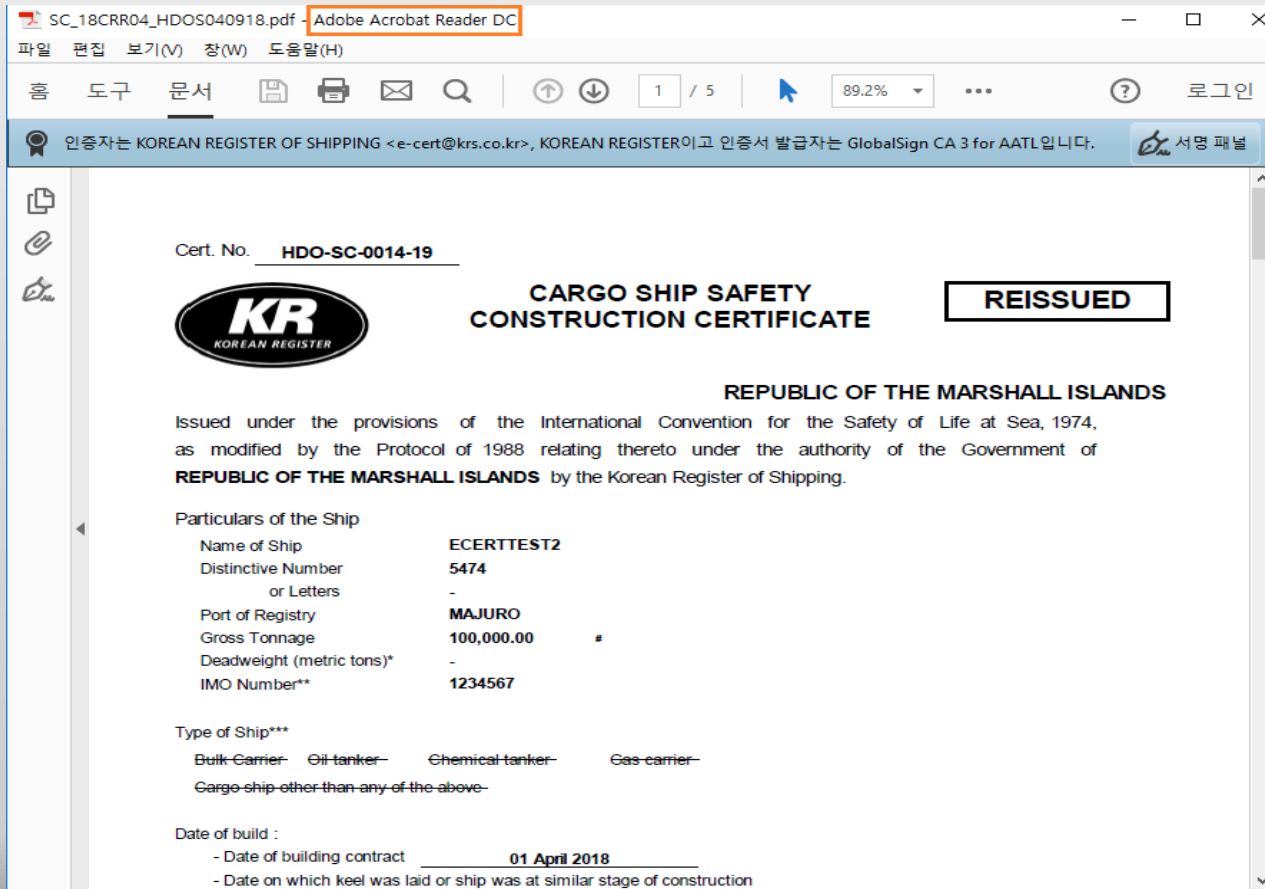 SC_18CRR04_HDOS040918.pdf - Adobe Acrobat Reader DC
파일 편집 보기(V) 창(W) 도움말(H)
홈 도구 문서 1 / 5 89.2% 로그인
인증자는 KOREAN REGISTER OF SHIPPING <e-cert@krs.co.kr>, KOREAN REGISTER이고 인증서 발급자는 GlobalSign CA 3 for AATL입니다. 서명 패널
Cert. No. HDO-SC-0014-19
KR
KOREAN REGISTER
CARGO SHIP SAFETY
CONSTRUCTION CERTIFICATE
REISSUED
REPUBLIC OF THE MARSHALL ISLANDS
Issued under the provisions of the International Convention for the Safety of Life at Sea, 1974,
as modified by the Protocol of 1988 relating thereto under the authority of the Government of
REPUBLIC OF THE MARSHALL ISLANDS by the Korean Register of Shipping.
Particulars of the Ship
Name of Ship ECERTTEST2
Distinctive Number 5474
or Letters -
Port of Registry MAJURO
Gross Tonnage 100,000.00 #
Deadweight (metric tons)* -
IMO Number** 1234567
Type of Ship***
Bulk Carrier Oil tanker Chemical tanker Gas carrier
Cargo ship other than any of the above
Date of build :
- Date of building contract 01 April 2018
- Date on which keel was laid or ship was at similar stage of construction